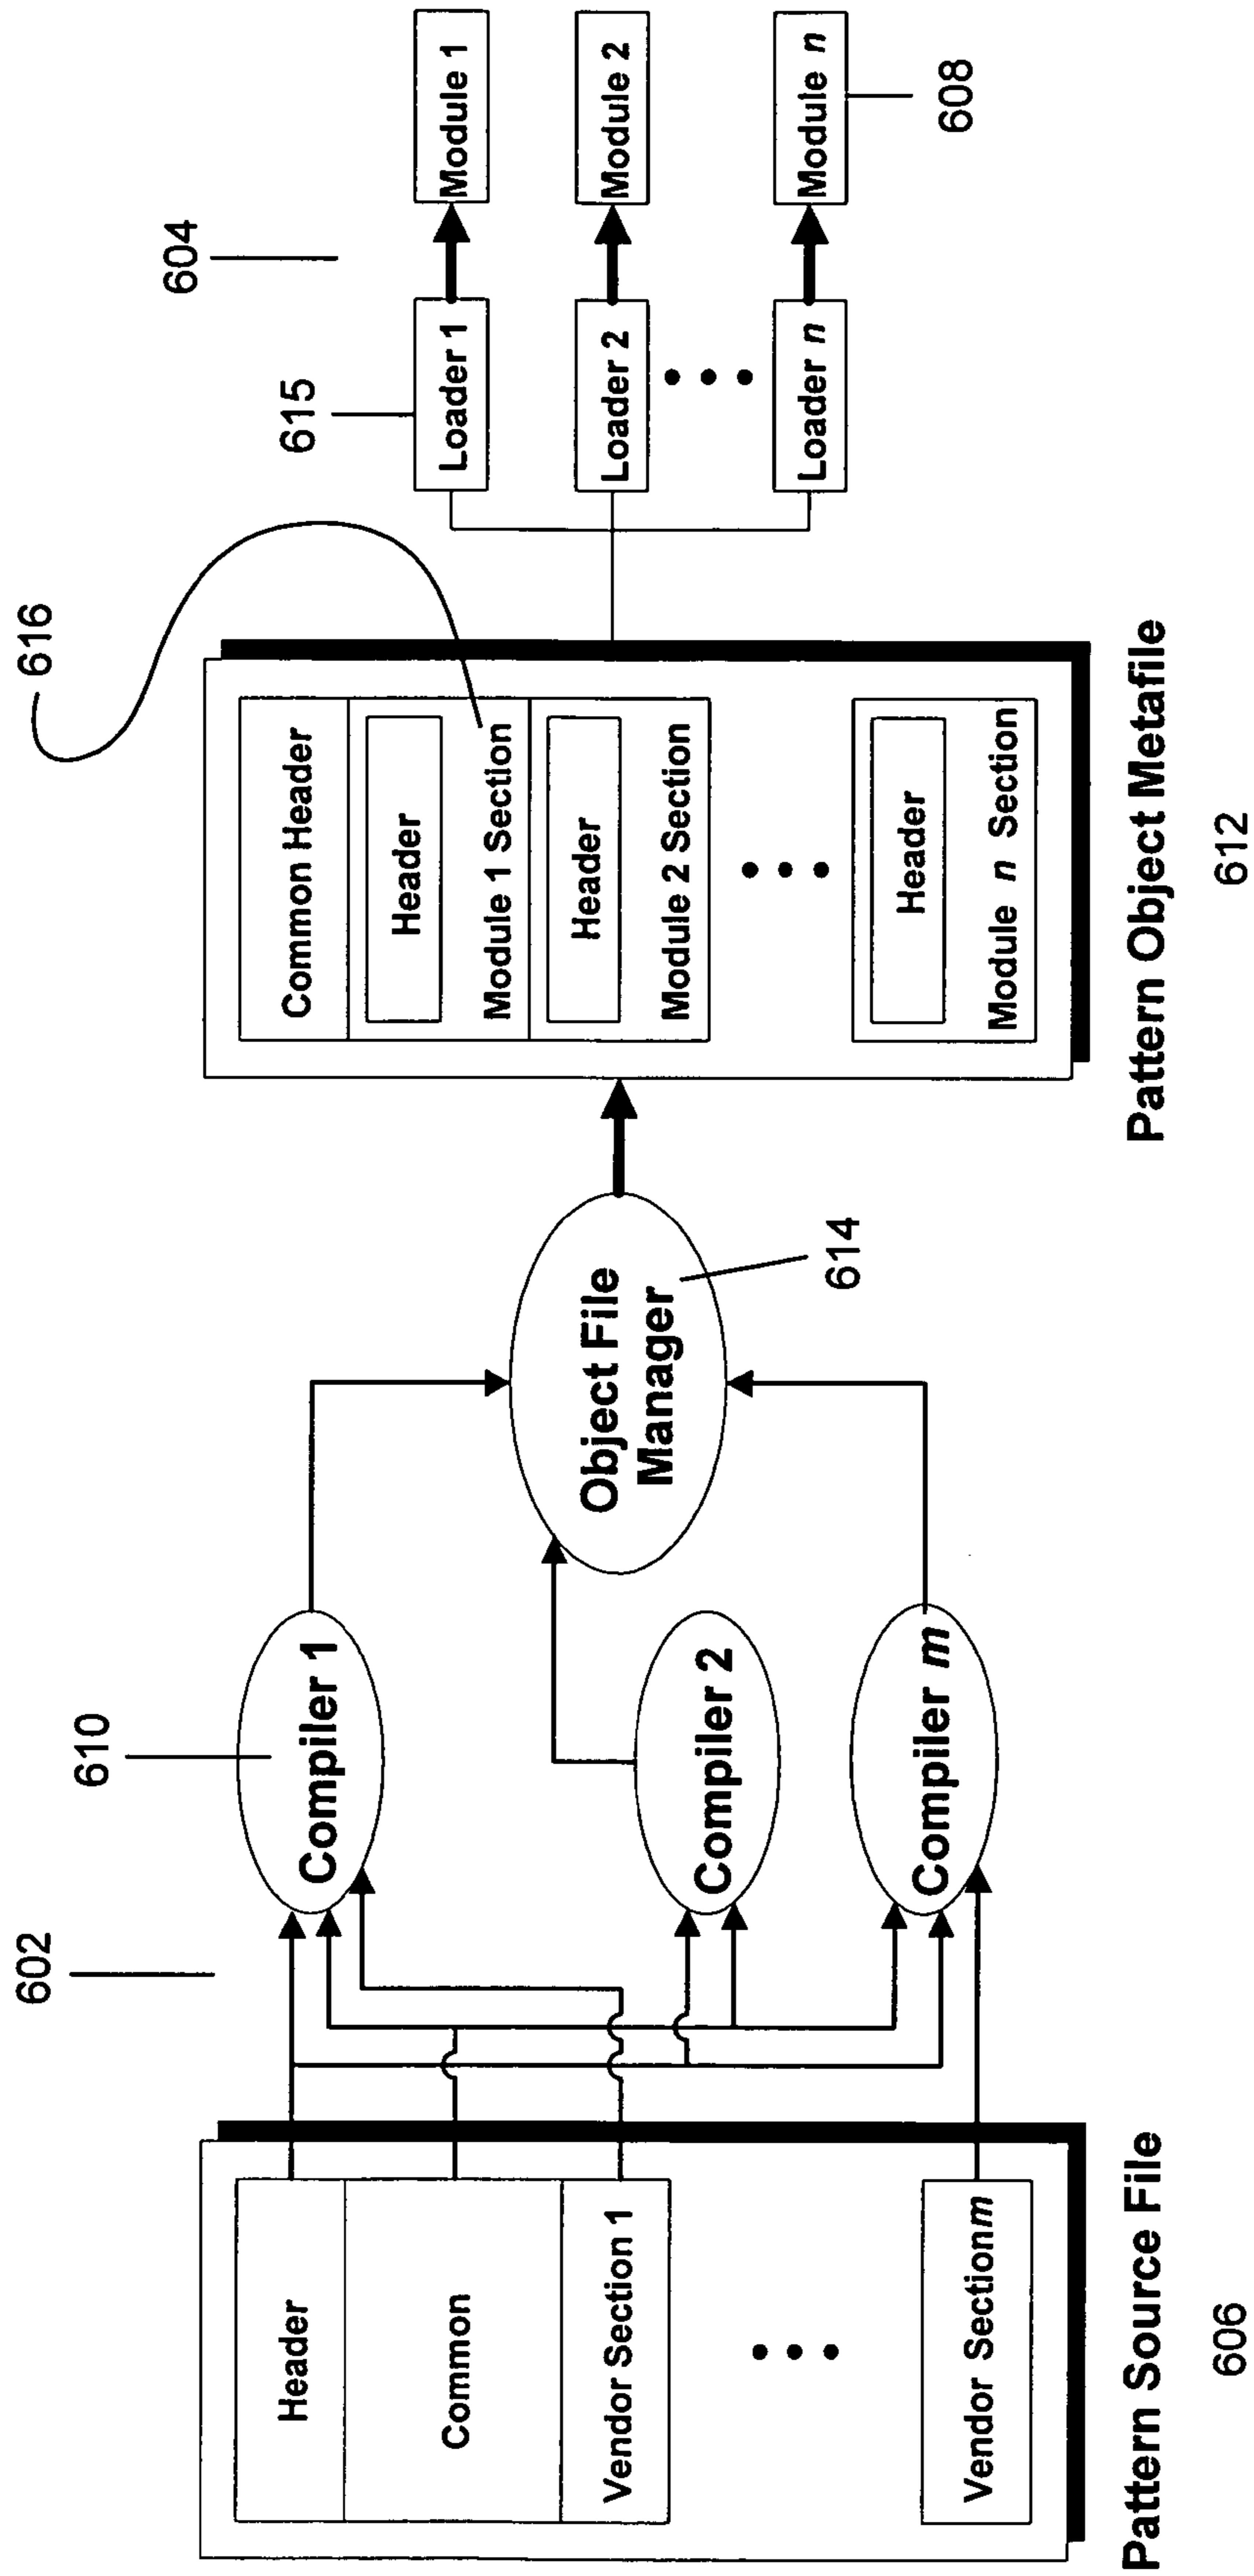 602
610
Header
Common
Vendor Section 1
Vendor Section m
Pattern Source File
606
Compiler 1
Compiler 2
Compiler m
Object File
Manager
614
616
Common Header
Header
Module 1 Section
Header
Module 2 Section
Header
Module n Section
Pattern Object Metafile
612
615
604
Loader 1
Module 1
Loader 2
Module 2
Loader n
Module n
608